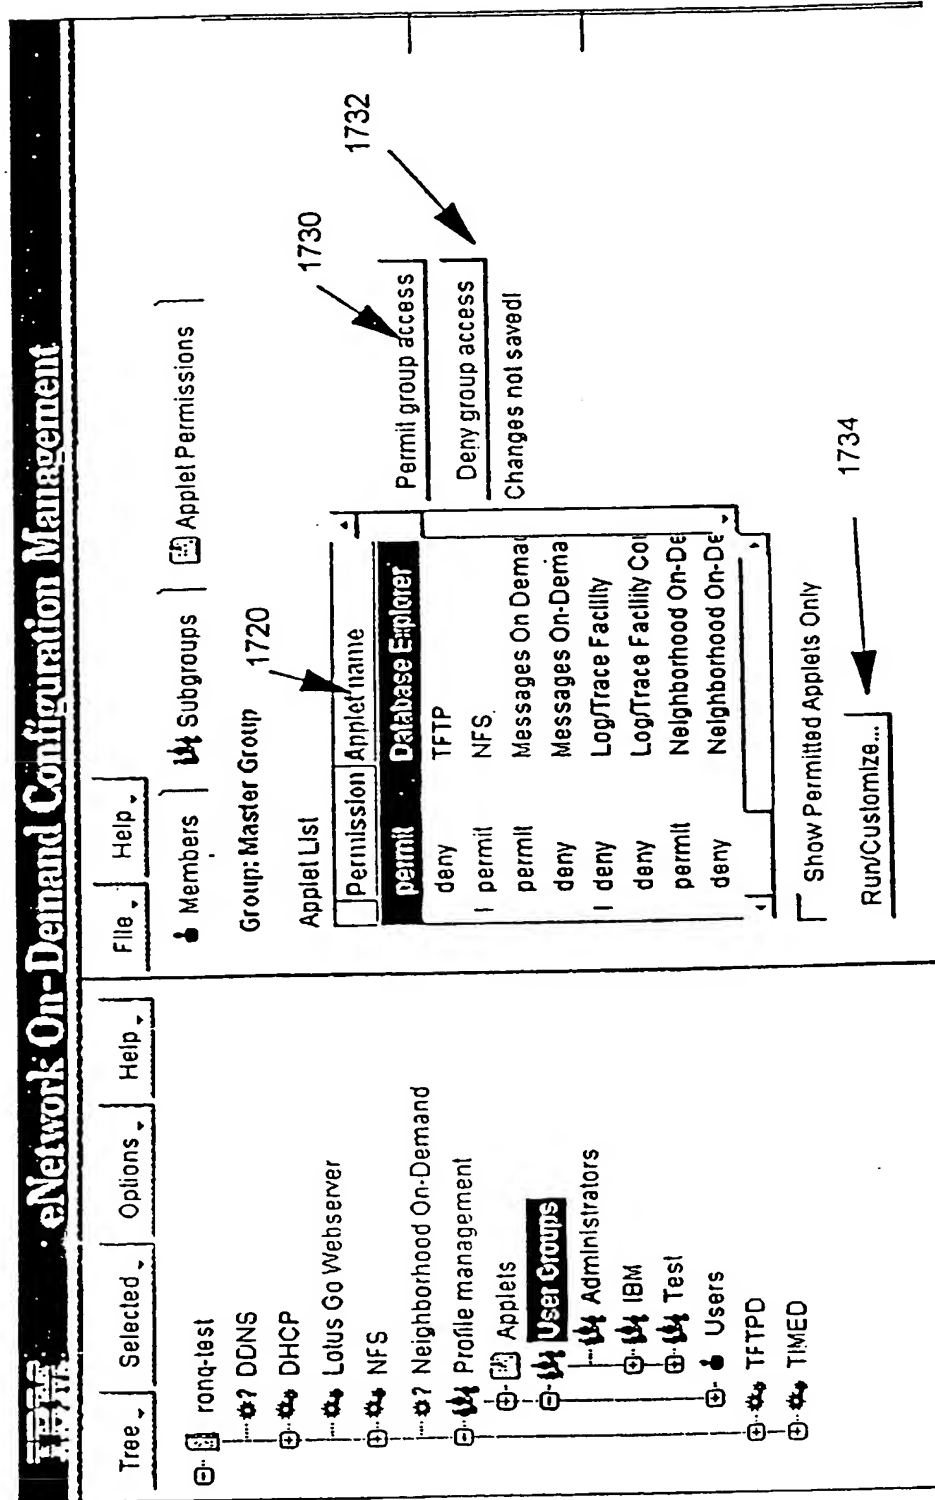 IBM eNetwork On-Demand Configuration Management
Tree Selected Options Help
ronq-test
? DDNS
DHCP
Lotus Go Webserver
NFS
? Neighborhood On-Demand
Profile management
Applets
User Groups
Administrators
IBM
Test
Users
TFTPD
TIMED
File Help
Members Subgroups Applet Permissions
Group: Master Group
1720
Applet List
Permission Applet name
permit Database Explorer
deny TFTP
permit NFS
permit Messages On Demad
deny Messages On-Dema
deny Log/Trace Facility
deny Log/Trace Facility Cou
permit Neighborhood On-De
deny Neighborhood On-De
Permit group access
1730
Deny group access
1732
Changes not saved!
Show Permitted Applets Only
Run/Customize...
1734